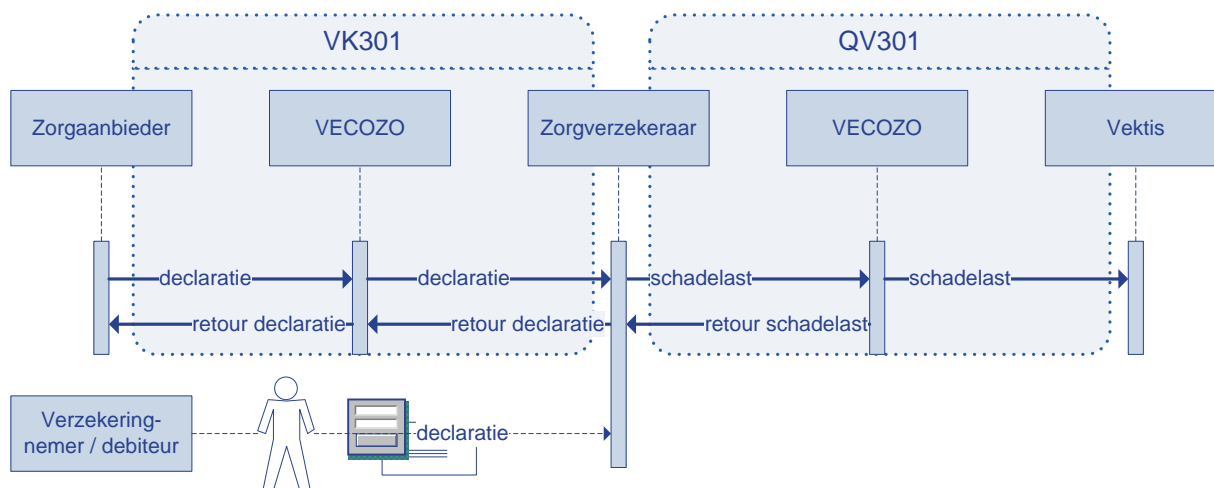 VK301
QV301
Zorgaanbieder
VECOZO
Zorgverzekeraar
VECOZO
Vektis
declaratie
declaratie
schadelast
schadelast
retour declaratie
retour declaratie
retour schadelast
Verzekering-
nemer / debiteur
declaratie